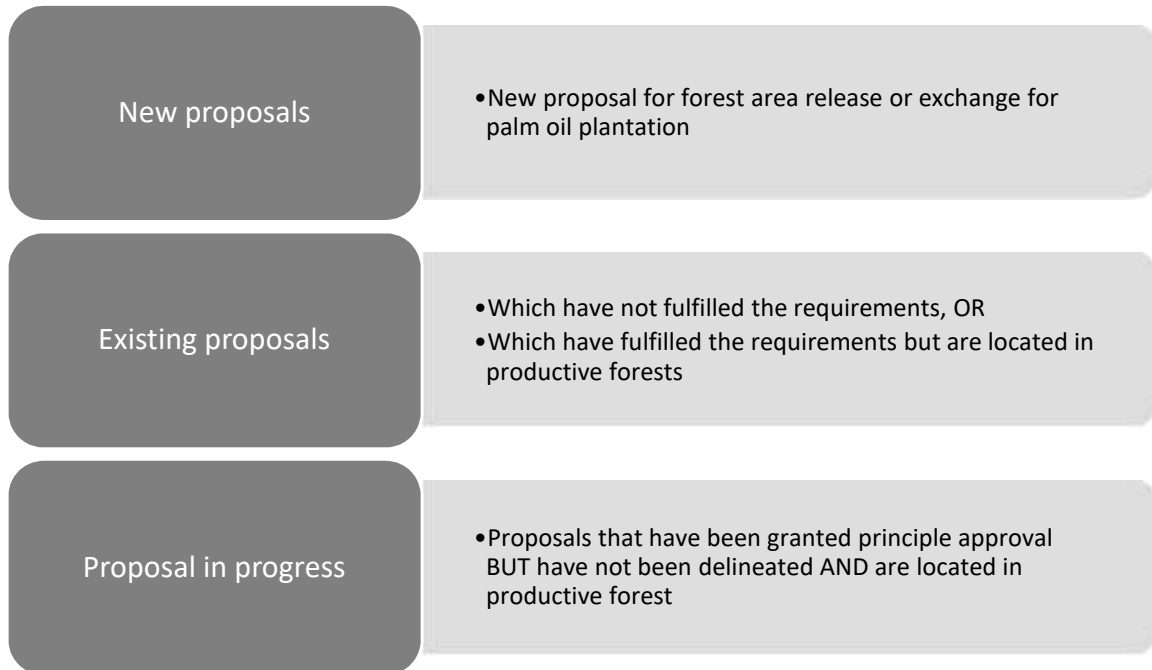 New proposals
•New proposal for forest area release or exchange for
palm oil plantation
Existing proposals
•Which have not fulfilled the requirements, OR
•Which have fulfilled the requirements but are located in
productive forests
Proposal in progress
•Proposals that have been granted principle approval
BUT have not been delineated AND are located in
productive forest